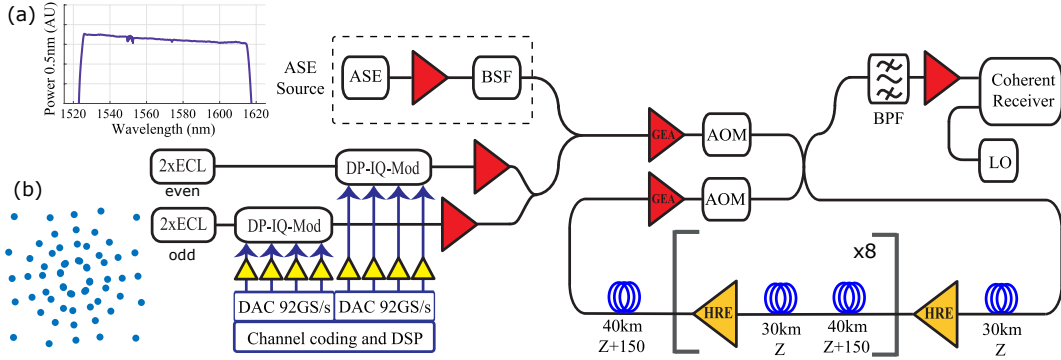 (a)
Power 0.5nm (AU)
1520 1540 1560 1580 1600 1620
Wavelength (nm)
ASE
Source
ASE
BSF
GEA
AOM
GEA
AOM
BPF
Coherent
Receiver
LO
2xECL
even
DP-IQ-Mod
(b)
2xECL
odd
DP-IQ-Mod
DAC 92GS/s
DAC 92GS/s
Channel coding and DSP
40km
Z+150
HRE
30km
Z
40km
Z+150
x8
HRE
30km
Z